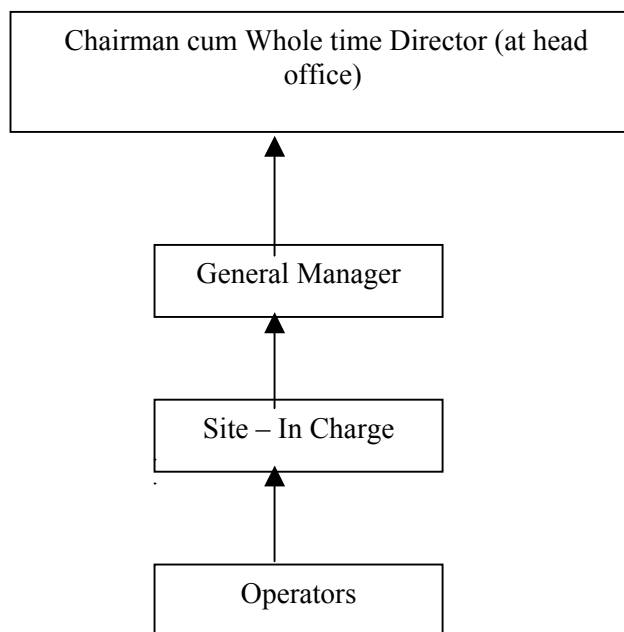 Chairman cum Whole time Director (at head
office)
General Manager
Site – In Charge
Operators